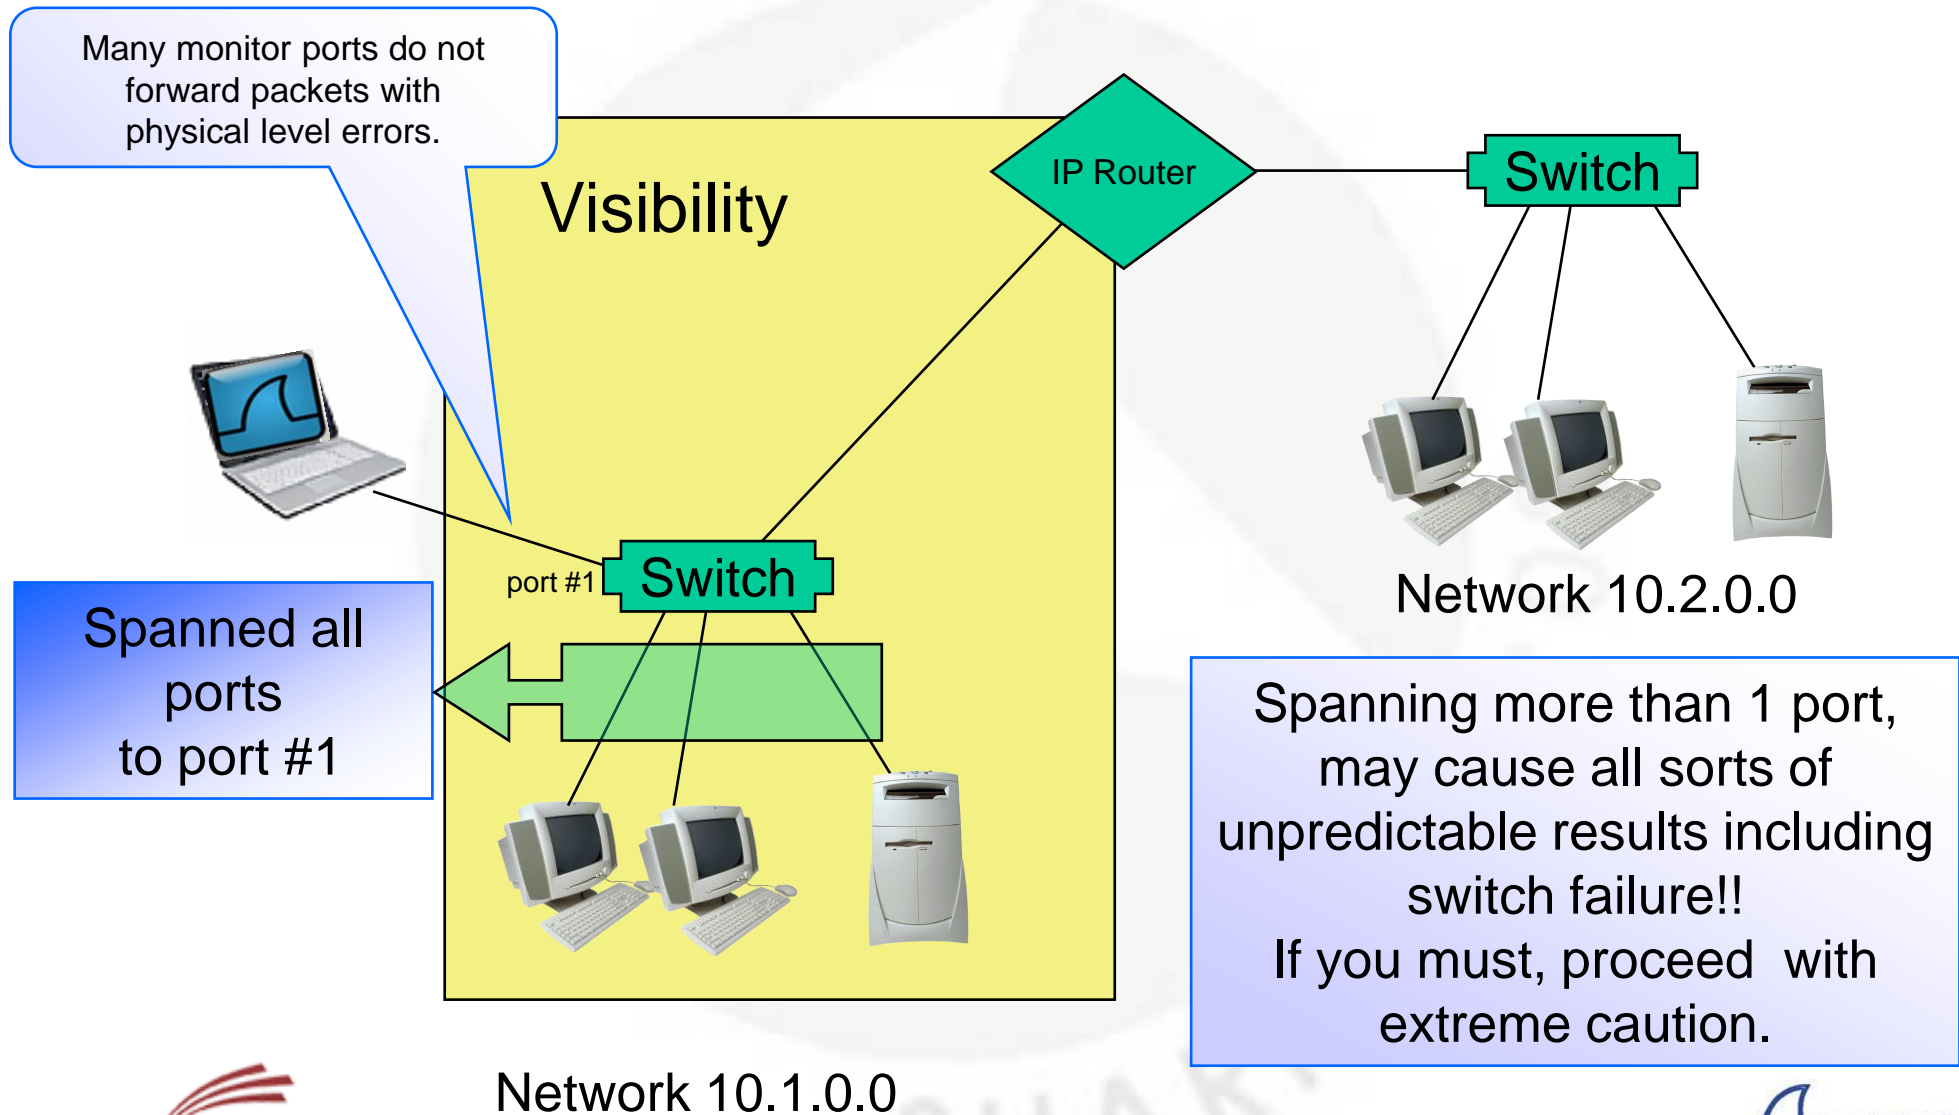 Many monitor ports do not
forward packets with
physical level errors.
Visibility
IP Router
Switch
port #1
Switch
Network 10.2.0.0
Spanned all
ports
to port #1
Spanning more than 1 port,
may cause all sorts of
unpredictable results including
switch failure!!
If you must, proceed with
extreme caution.
Network 10.1.0.0